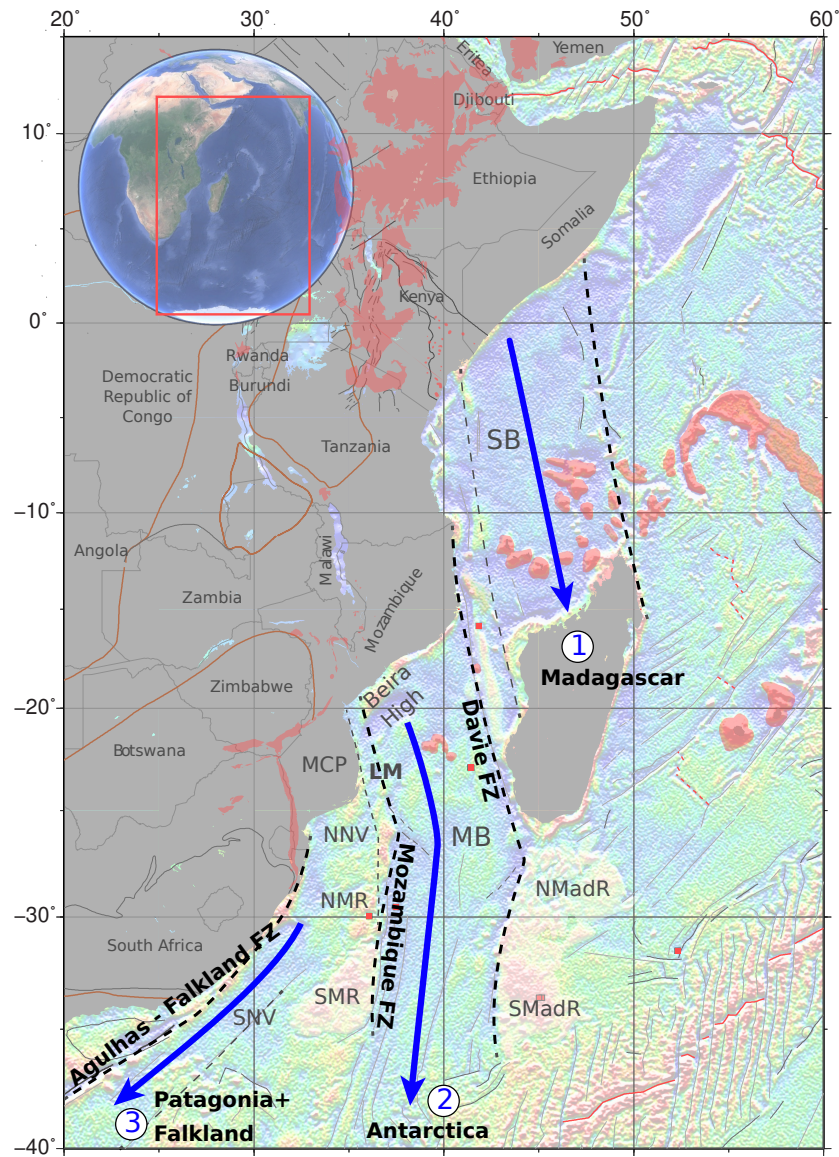 20˚ 30˚ 40˚ 50˚ 60˚
Yemen
Eritea
Djibouti
10˚
Ethiopia
Somalia
Kenya
0˚
Rwanda
Burundi
Democratic
Republic of
Congo
Tanzania
SB
−10˚
Angola
Malawi
Zambia
Mozambique
1
Madagascar
Zimbabwe
Beira
High
−20˚
Davie FZ
Botswana
MCP
LM
NNV
MB
Mozambique FZ
NMR
NMadR
−30˚
South Africa
Agulhas - Falkland FZ
SMR
SMadR
SNV
2
Antarctica
3
Patagonia+
Falkland
−40˚